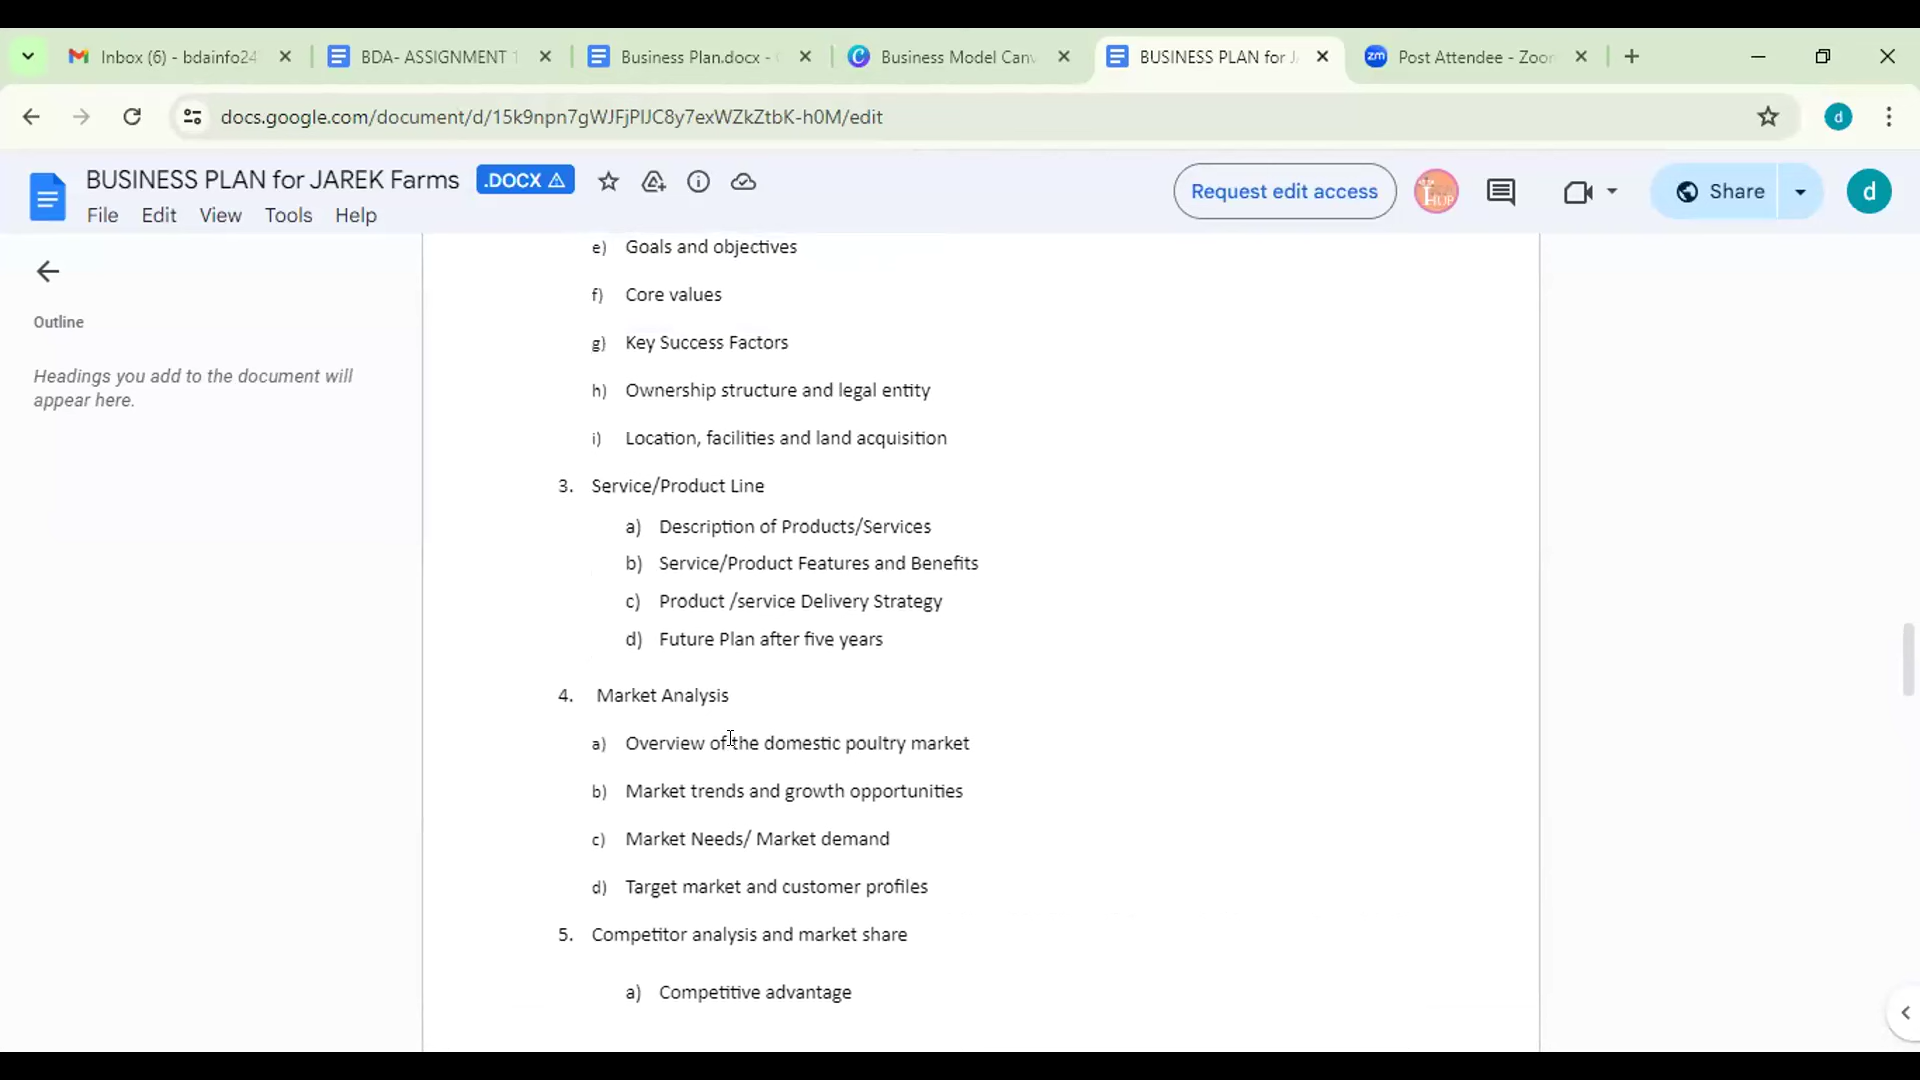 Inbox (6) - bdainfo24
BDA- ASSIGNMENT 1
Business Plan.docx -
Business Model Canv
BUSINESS PLAN for J
Post Attendee - Zoom
docs.google.com/document/d/15k9npn7gWJFjPlJC8y7exWZkZtbK-h0M/edit
d
BUSINESS PLAN for JAREK Farms
.DOCX
File Edit View Tools Help
Request edit access
Share
d
Outline
Headings you add to the document will
appear here.
e) Goals and objectives
f) Core values
g) Key Success Factors
h) Ownership structure and legal entity
i) Location, facilities and land acquisition
3. Service/Product Line
a) Description of Products/Services
b) Service/Product Features and Benefits
c) Product /service Delivery Strategy
d) Future Plan after five years
4. Market Analysis
a) Overview of the domestic poultry market
b) Market trends and growth opportunities
c) Market Needs/ Market demand
d) Target market and customer profiles
5. Competitor analysis and market share
a) Competitive advantage